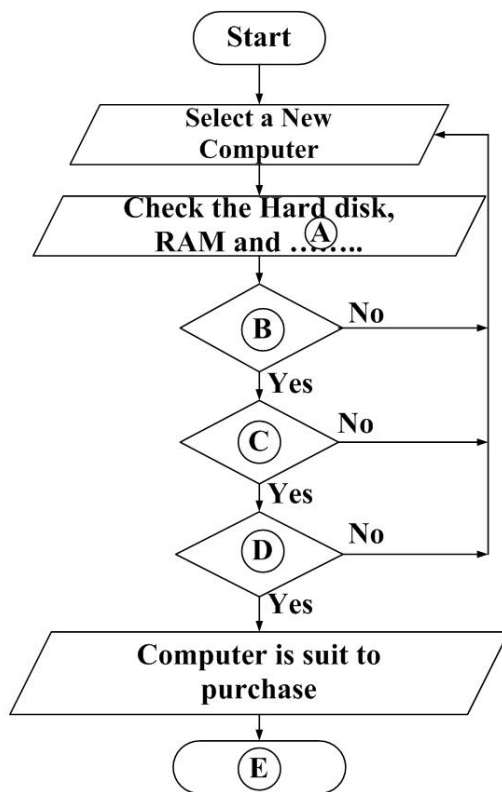 Start
Select a New
Computer
Check the Hard disk,
RAM and ...A.....
B
No
Yes
C
No
Yes
D
No
Yes
Computer is suit to
purchase
E